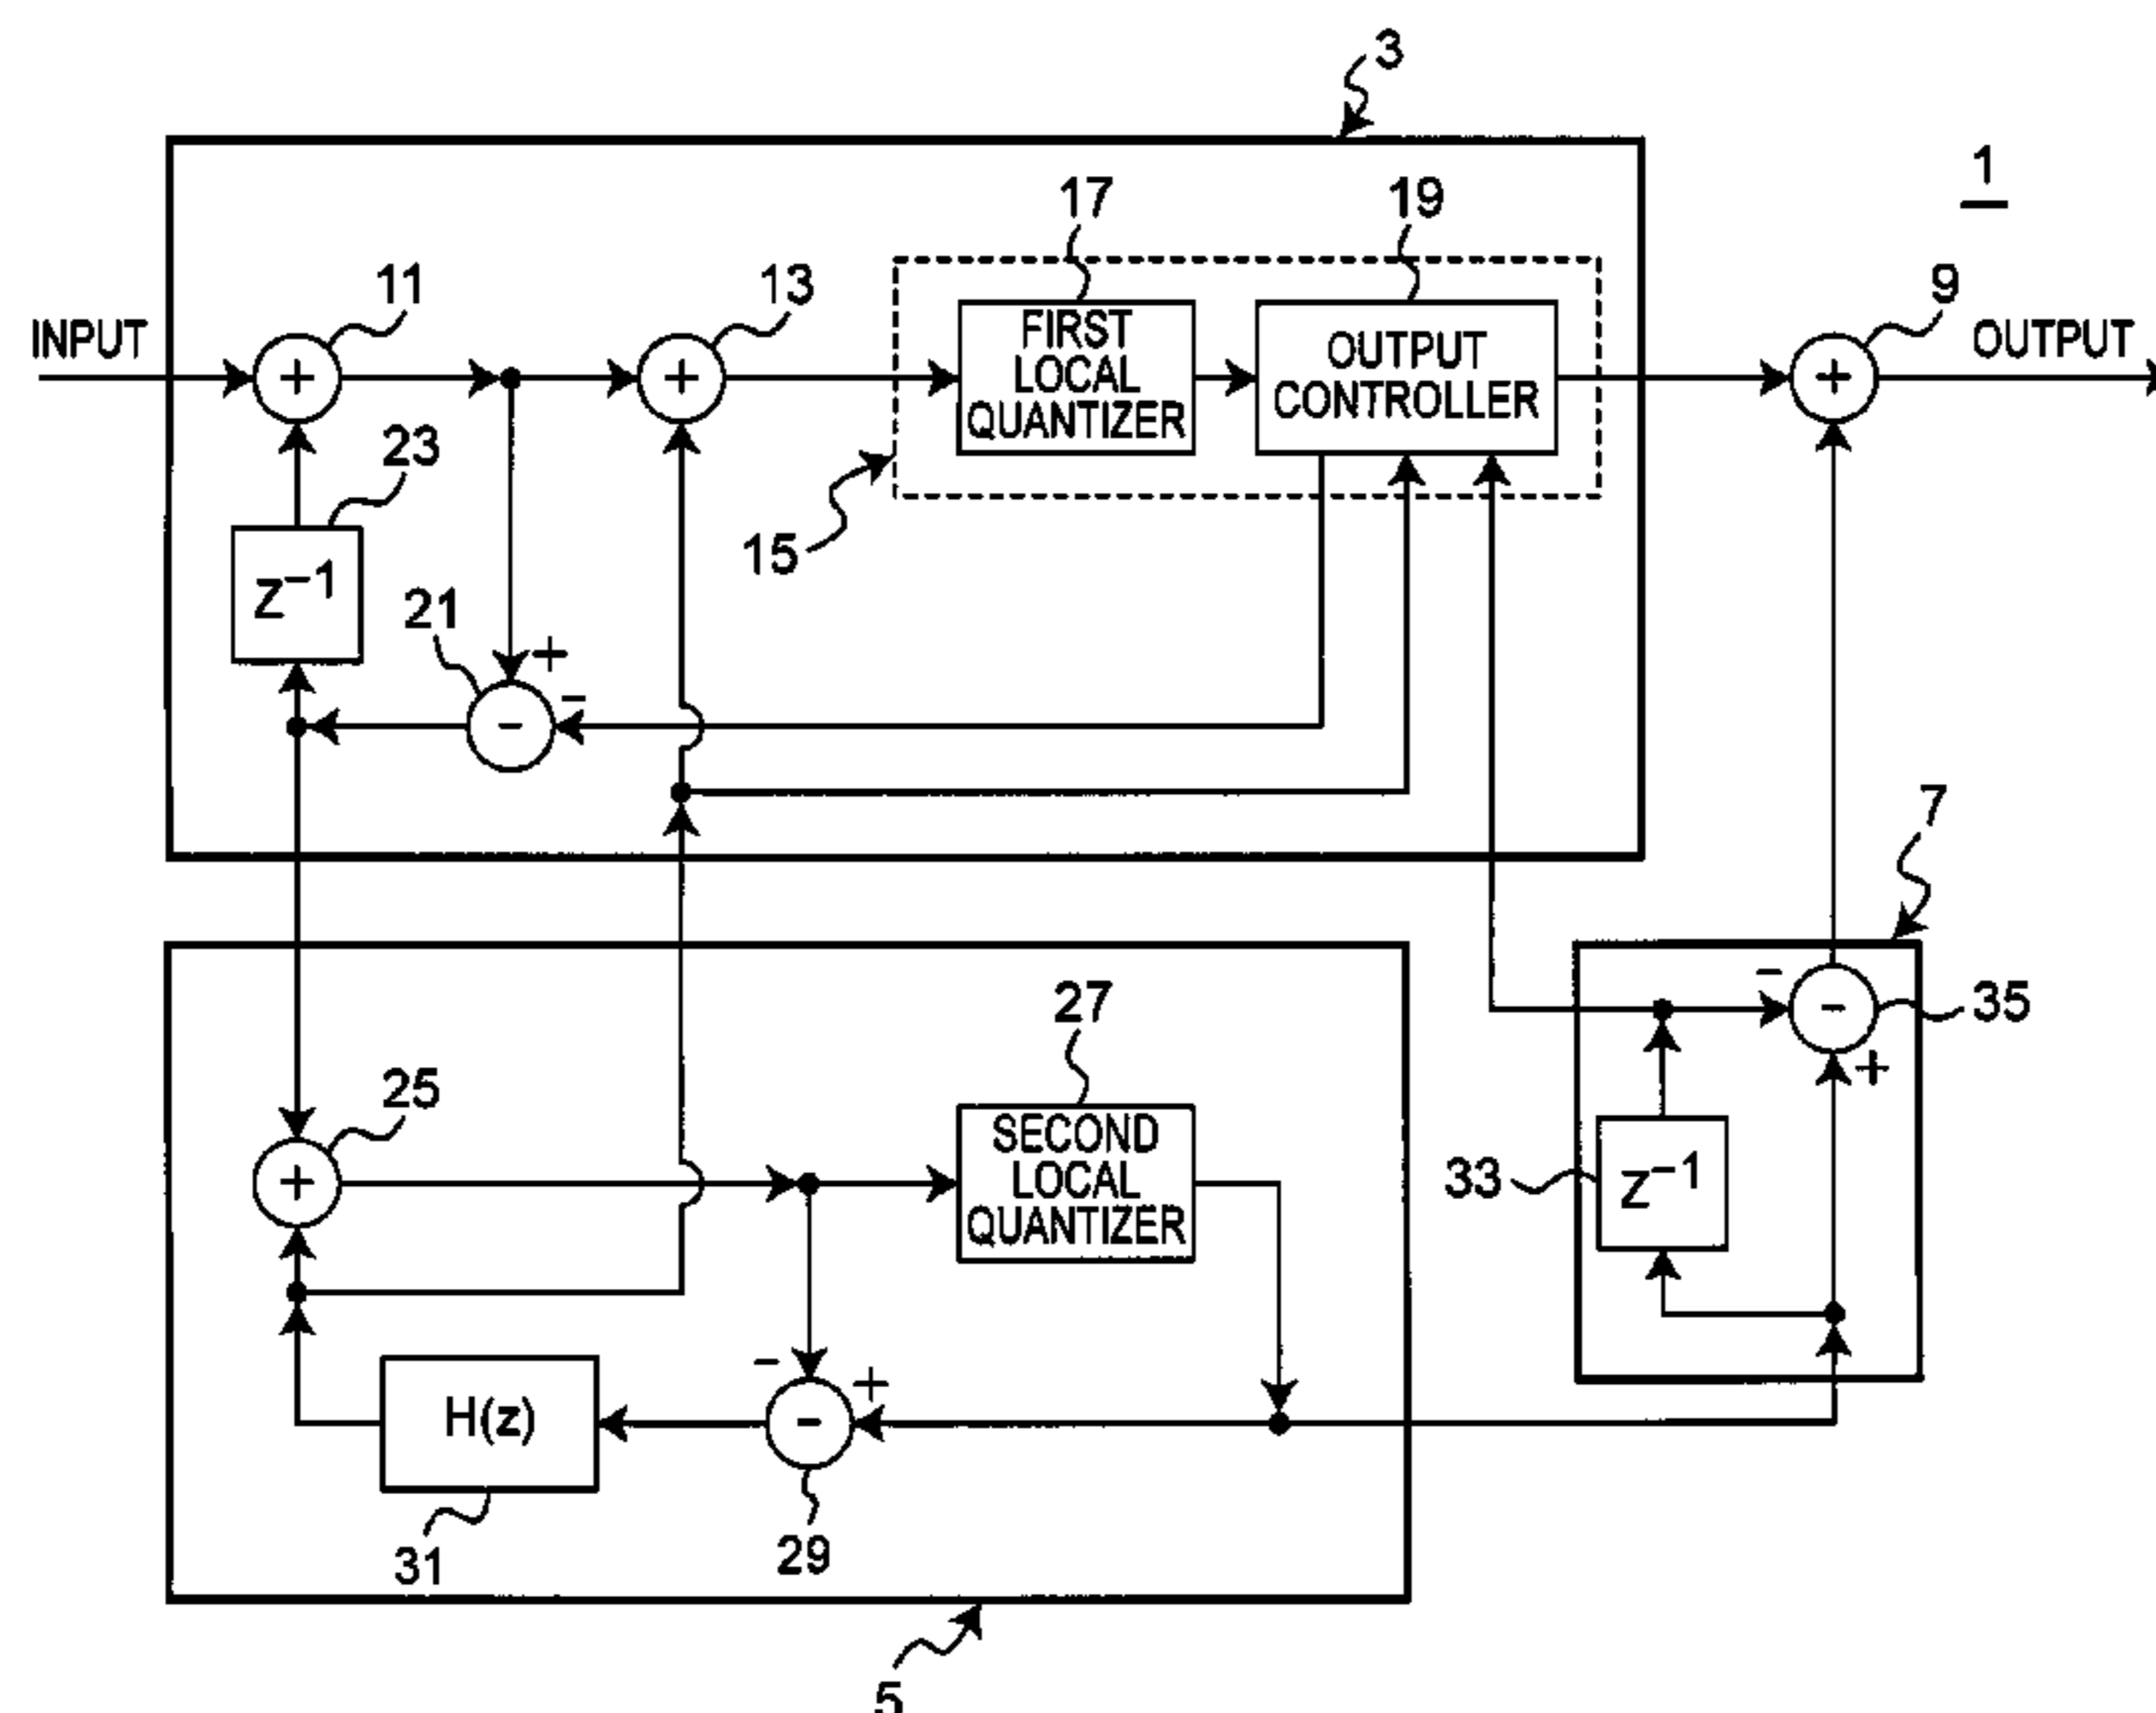 3
1
17
19
11
13
9
INPUT
OUTPUT
+
+
FIRST
LOCAL
QUANTIZER
OUTPUT
CONTROLLER
+
23
15
z⁻¹
21
+
-
-
7
27
-
-
35
+
25
SECOND
LOCAL
QUANTIZER
+
33
z⁻¹
-
+
H(z)
-
31
29
5